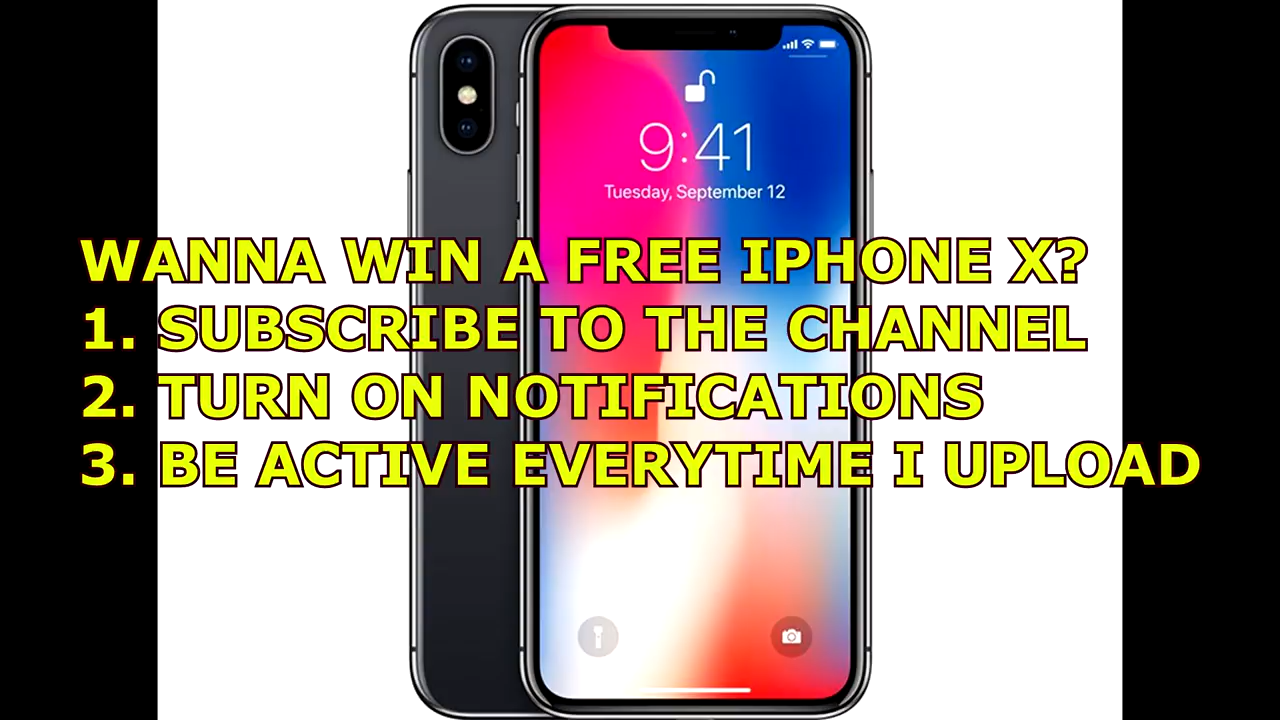 9:41
Tuesday, September 12
WANNA WIN A FREE IPHONE X?
1. SUBSCRIBE TO THE CHANNEL
2. TURN ON NOTIFICATIONS
3. BE ACTIVE EVERYTIME I UPLOAD